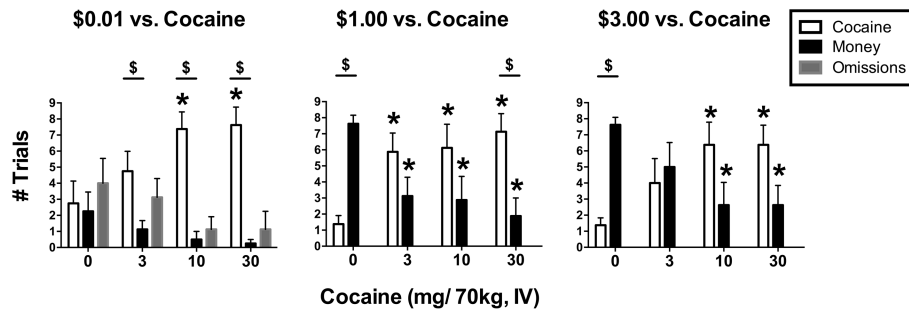 $0.01 vs. Cocaine
$1.00 vs. Cocaine
$3.00 vs. Cocaine
Cocaine
Money
Omissions
$ $ $
$ $
$
* *
* * *
* * *
* *
* *
# Trials
9
8
7
6
5
4
3
2
1
0
0 3 10 30
9
8
7
6
5
4
3
2
1
0
0 3 10 30
9
8
7
6
5
4
3
2
1
0
0 3 10 30
Cocaine (mg/ 70kg, IV)